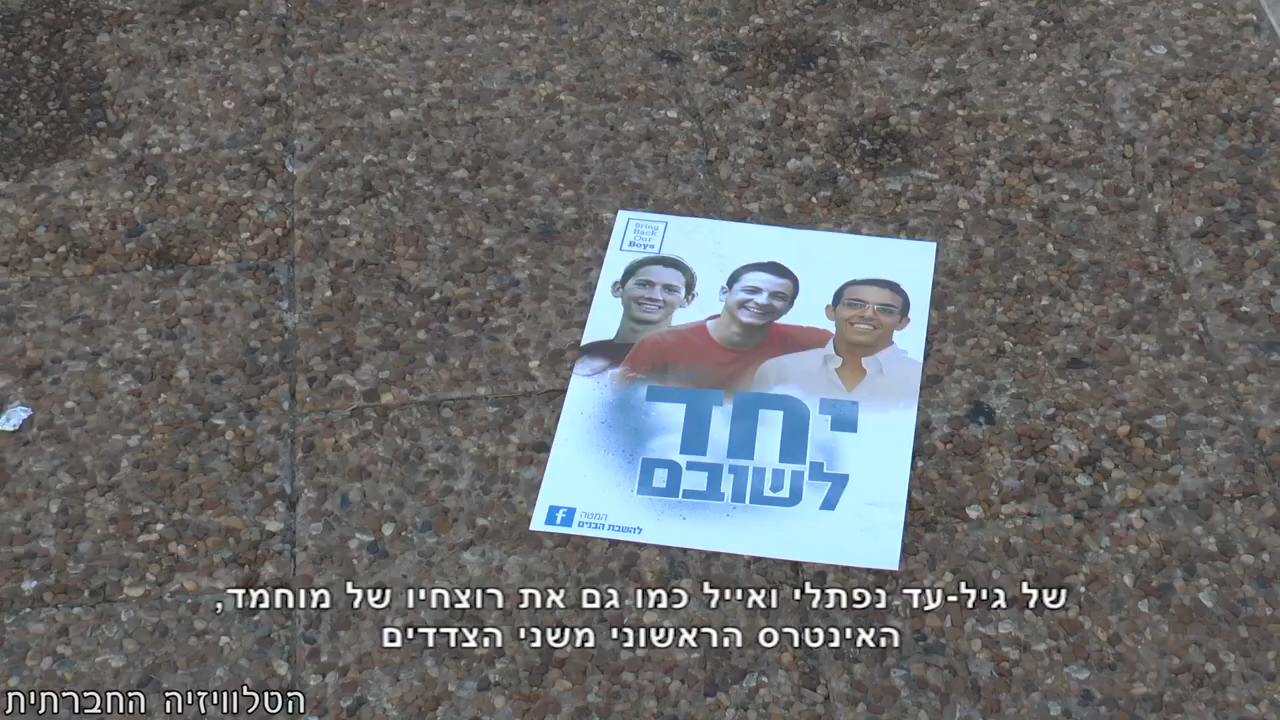 Bring
Back
Our
Boys
יחד
לשובם
המטה
להשבת הבנים
של גיל-עד נפתלי ואייל כמו גם את רוצחיו של מוחמד,
האינטרס הראשוני משני הצדדים
הטלוויזיה החברתית